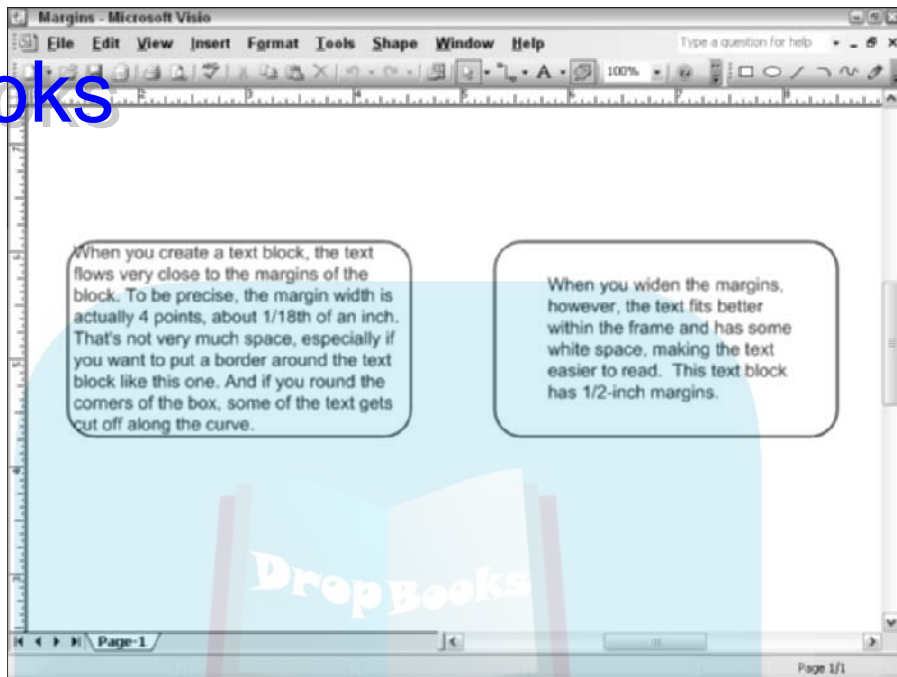 Margins - Microsoft Visio
File Edit View Insert Format Tools Shape Window Help
Type a question for help
100%
oks
When you create a text block, the text
flows very close to the margins of the
block. To be precise, the margin width is
actually 4 points, about 1/18th of an inch.
That's not very much space, especially if
you want to put a border around the text
block like this one. And if you round the
corners of the box, some of the text gets
cut off along the curve.
When you widen the margins,
however, the text fits better
within the frame and has some
white space, making the text
easier to read. This text block
has 1/2-inch margins.
DropBooks
Page-1
Page 1/1